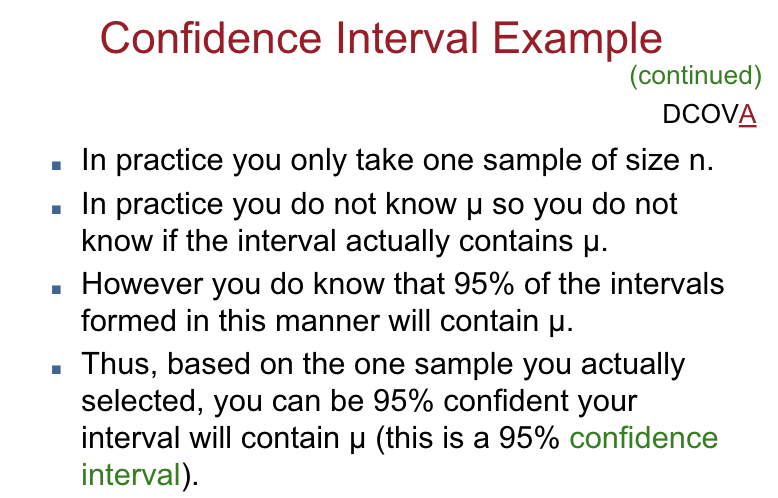 Confidence Interval Example
(continued)
DCOVA
In practice you only take one sample of size n.
In practice you do not know μ so you do not
know if the interval actually contains μ.
However you do know that 95% of the intervals
formed in this manner will contain μ.
Thus, based on the one sample you actually
selected, you can be 95% confident your
interval will contain μ (this is a 95% confidence
interval).